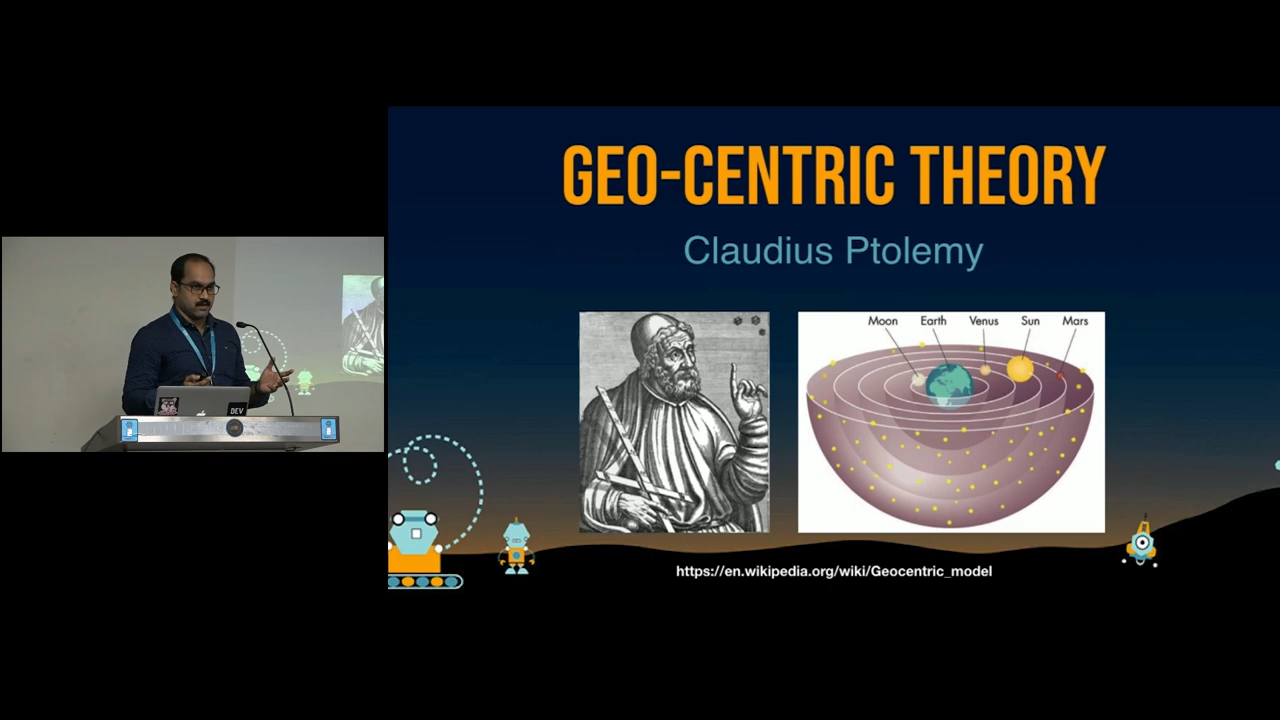 GEO-CENTRIC THEORY
Claudius Ptolemy
Moon Earth Venus Sun Mars
https://en.wikipedia.org/wiki/Geocentric_model
DEV